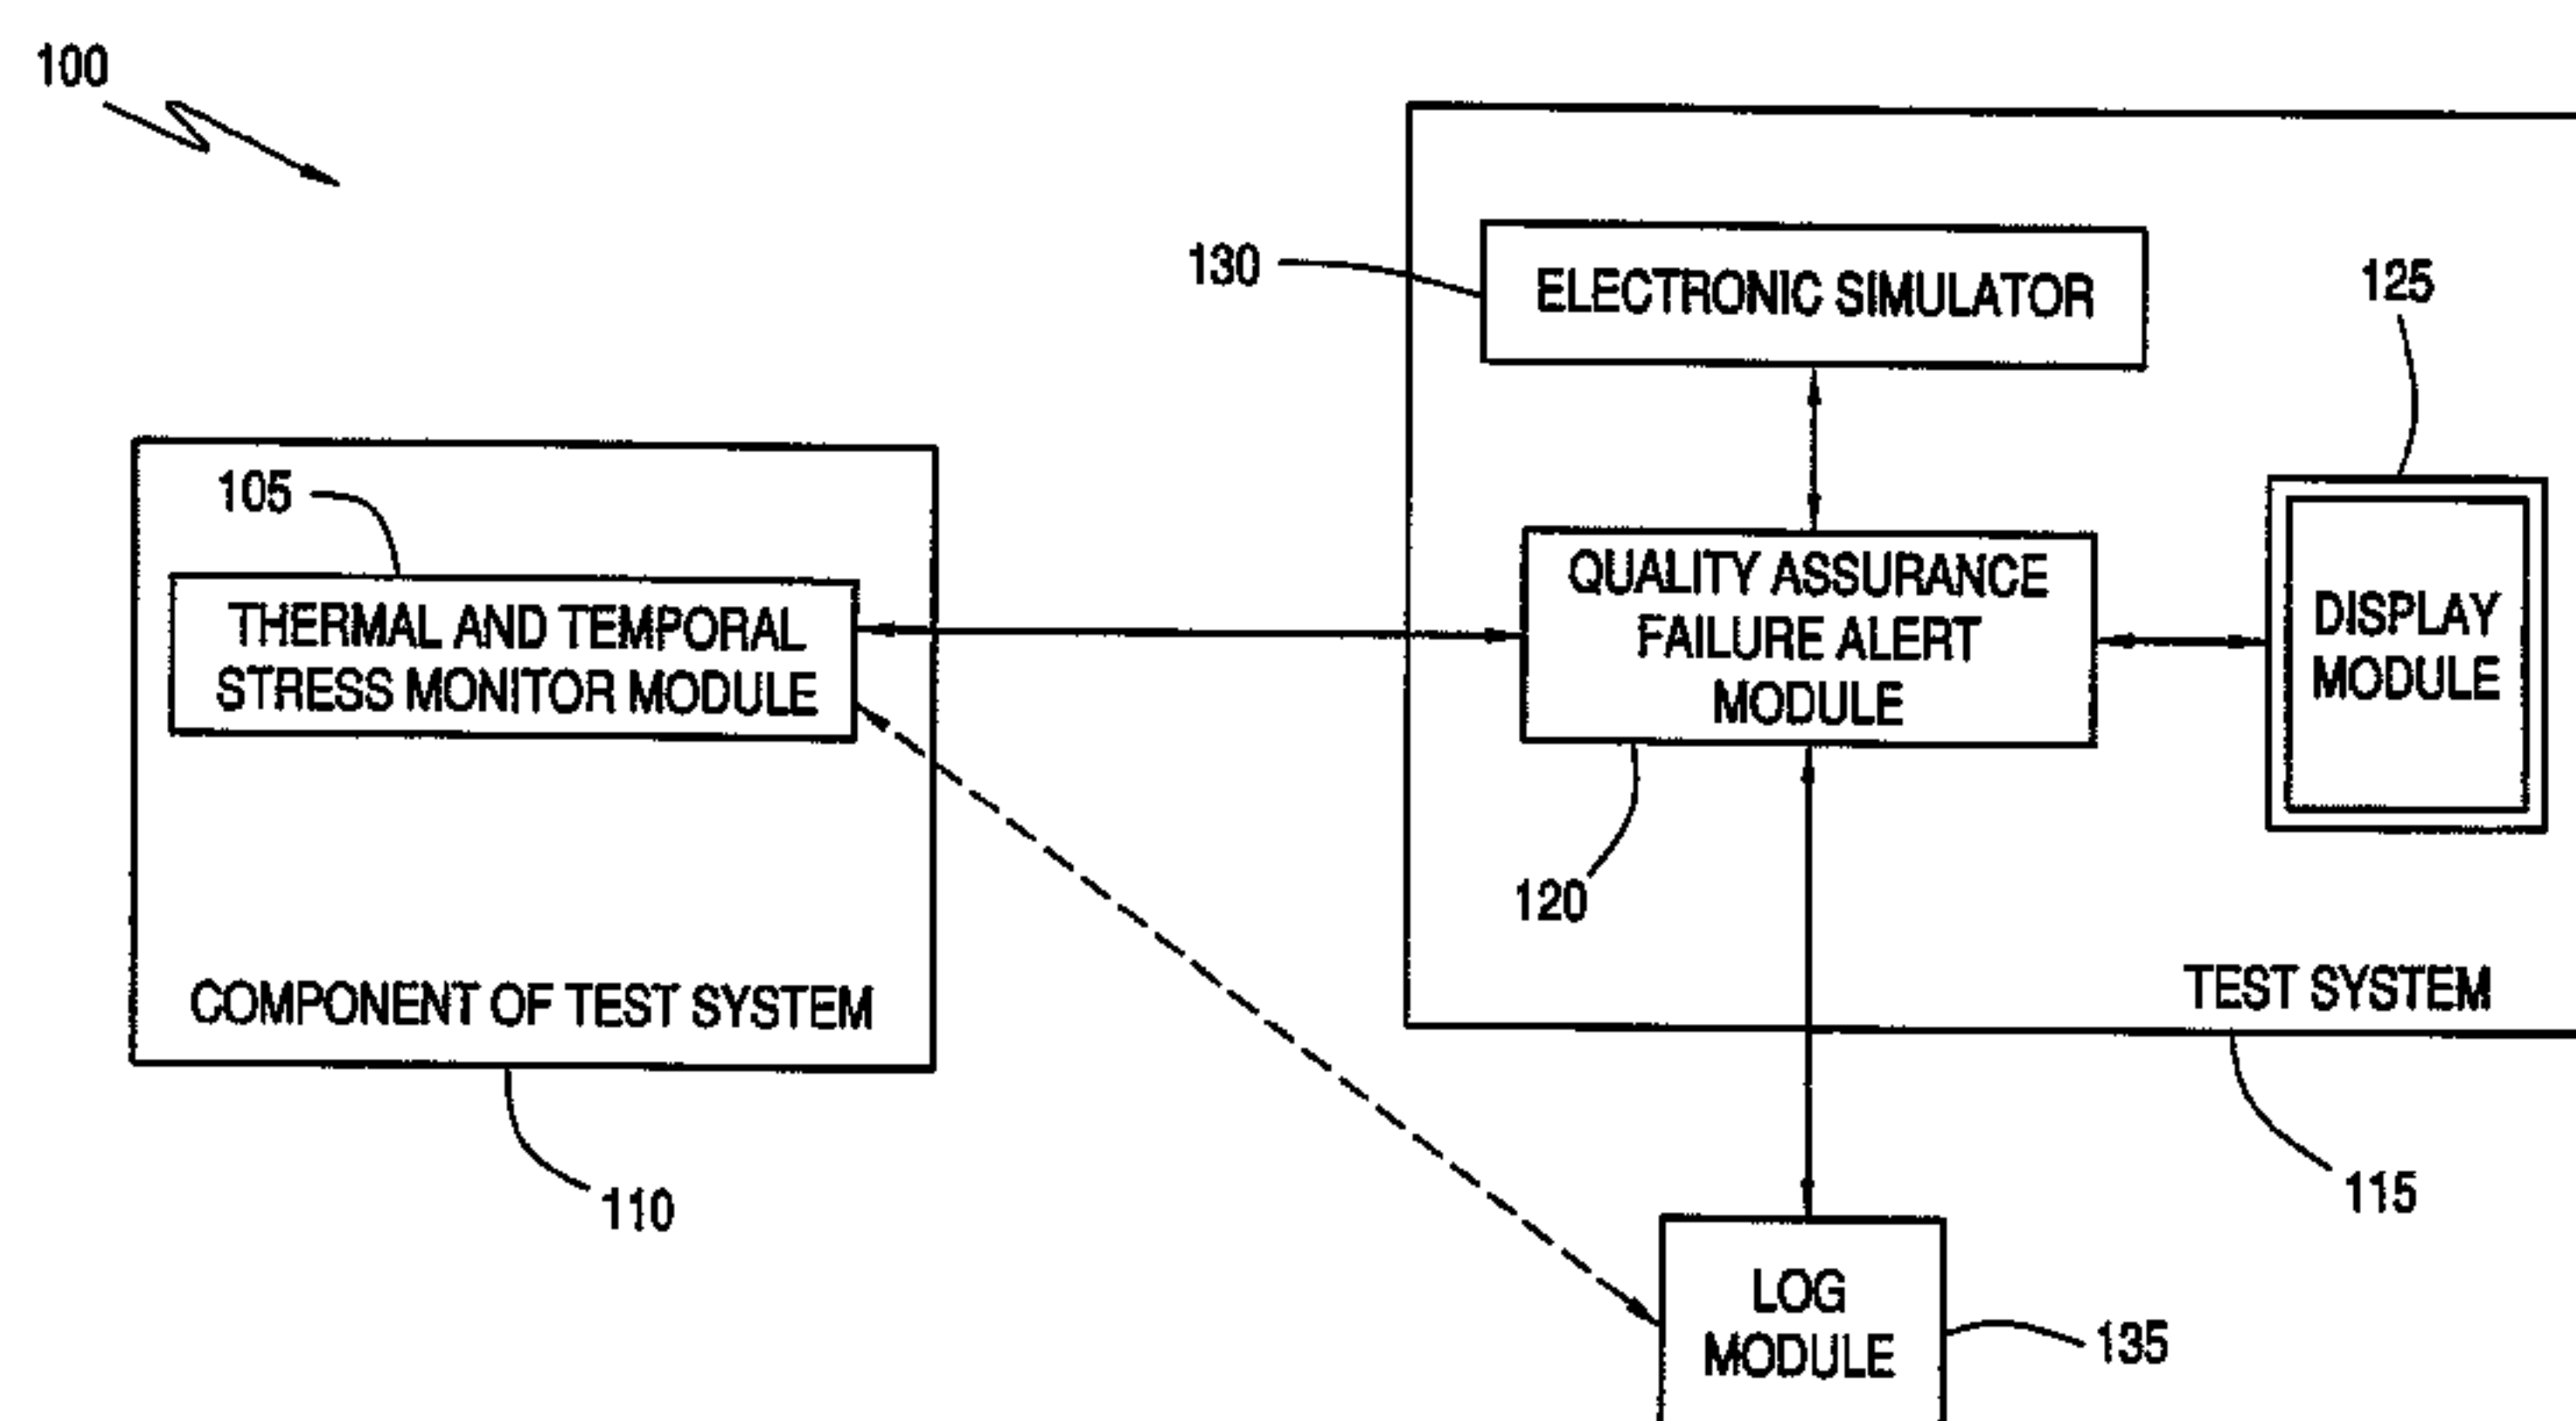 100
130
ELECTRONIC SIMULATOR
125
105
THERMAL AND TEMPORAL
STRESS MONITOR MODULE
QUALITY ASSURANCE
FAILURE ALERT
MODULE
DISPLAY
MODULE
120
COMPONENT OF TEST SYSTEM
TEST SYSTEM
110
115
LOG
MODULE
135